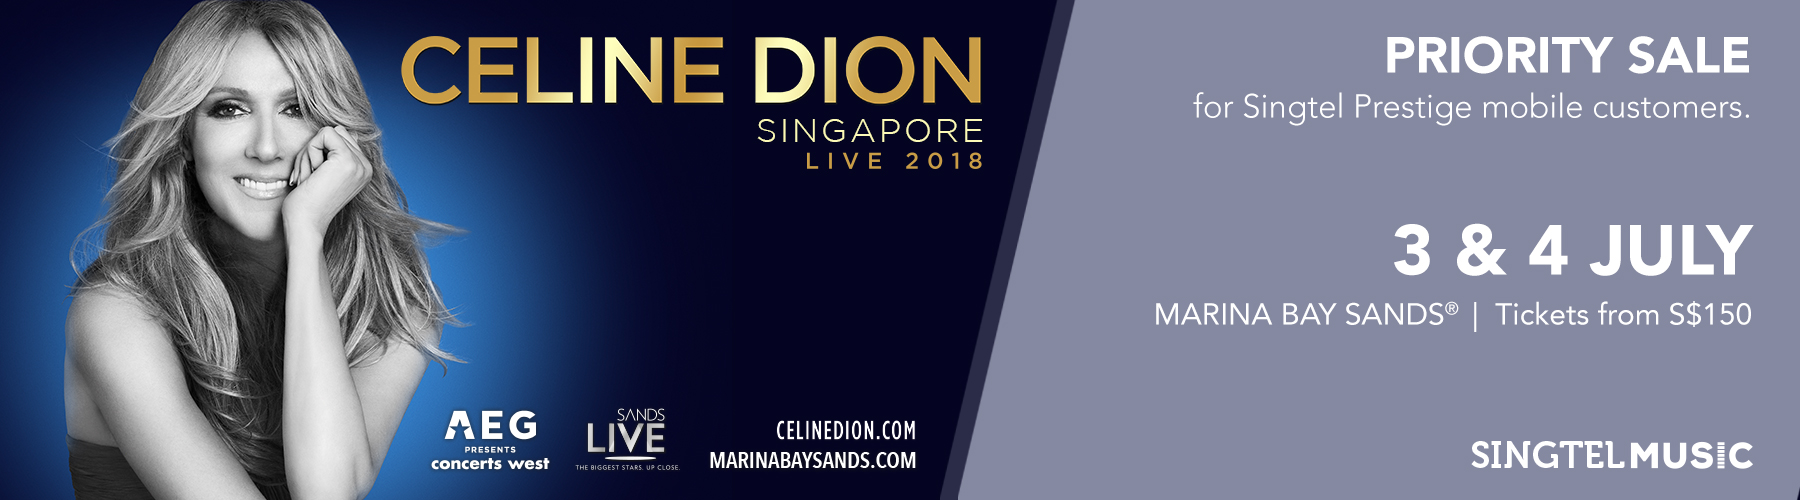 CELINE DION
SINGAPORE
LIVE 2018
AEG
PRESENTS
concerts west
SANDS
LIVE
THE BIGGEST STARS. UP CLOSE.
CELINEDION.COM
MARINABAYSANDS.COM
PRIORITY SALE
for Singtel Prestige mobile customers.
3 & 4 JULY
MARINA BAY SANDS® | Tickets from S$150
SINGTELMUSIC